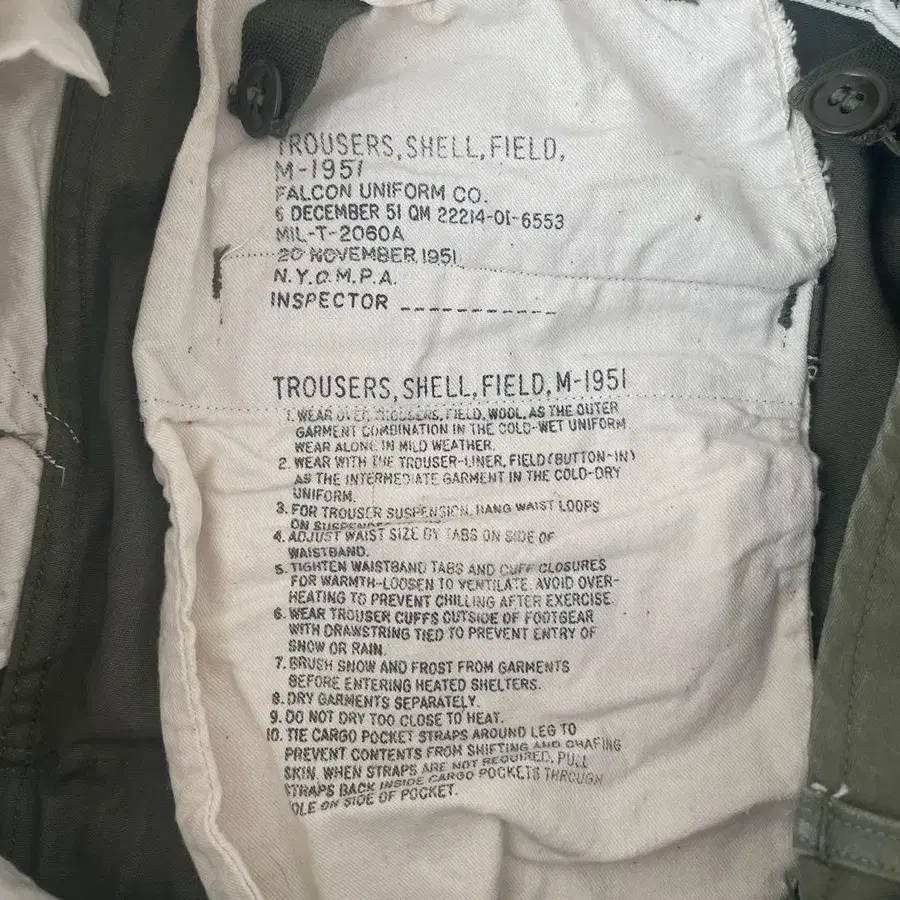 TROUSERS, SHELL, FIELD,
M-1951
FALCON UNIFORM CO.
6 DECEMBER 51 QM 22214-OI-6553
MIL-T-2060A
20 NOVEMBER 1951
N.Y.Q.M.P.A.
INSPECTOR
TROUSERS, SHELL, FIELD, M-1951
1. WEAR OVER TROUSERS, FIELD, WOOL, AS THE OUTER
GARMENT COMBINATION IN THE COLD-WET UNIFORM
WEAR ALONE IN MILD WEATHER.
2. WEAR WITH THE TROUSER-LINER, FIELD (BUTTON-IN)
AS THE INTERMEDIATE GARMENT IN THE COLD-DRY
UNIFORM.
3. FOR TROUSER SUSPENSION, HANG WAIST LOOPS
ON
4. ADJUST WAIST SIZE BY TABS ON SIDE OF
WAISTBAND.
5. TIGHTEN WAISTBAND TABS AND CUFF CLOSURES
FOR WARMTH-LOOSEN TO VENTILATE. AVOID OVER-
HEATING TO PREVENT CHILLING AFTER EXERCISE.
6. WEAR TROUSER CUFFS OUTSIDE OF FOOTGEAR
WITH DRAWSTRING TIED TO PREVENT ENTRY OF
SNOW OR RAIN.
7. BRUSH SNOW AND FROST FROM GARMENTS
BEFORE ENTERING HEATED SHELTERS.
8. DRY GARMENTS SEPARATELY.
9. DO NOT DRY TOO CLOSE TO HEAT.
10. TIE CARGO POCKET STRAPS AROUND LEG TO
PREVENT CONTENTS FROM SHIFTING AND CHAFING
SKIN. WHEN STRAPS ARE NOT REQUIRED, PULL
STRAPS BACK INSIDE CARGO POCKETS THROUGH
OLE ON SIDE OF POCKET.